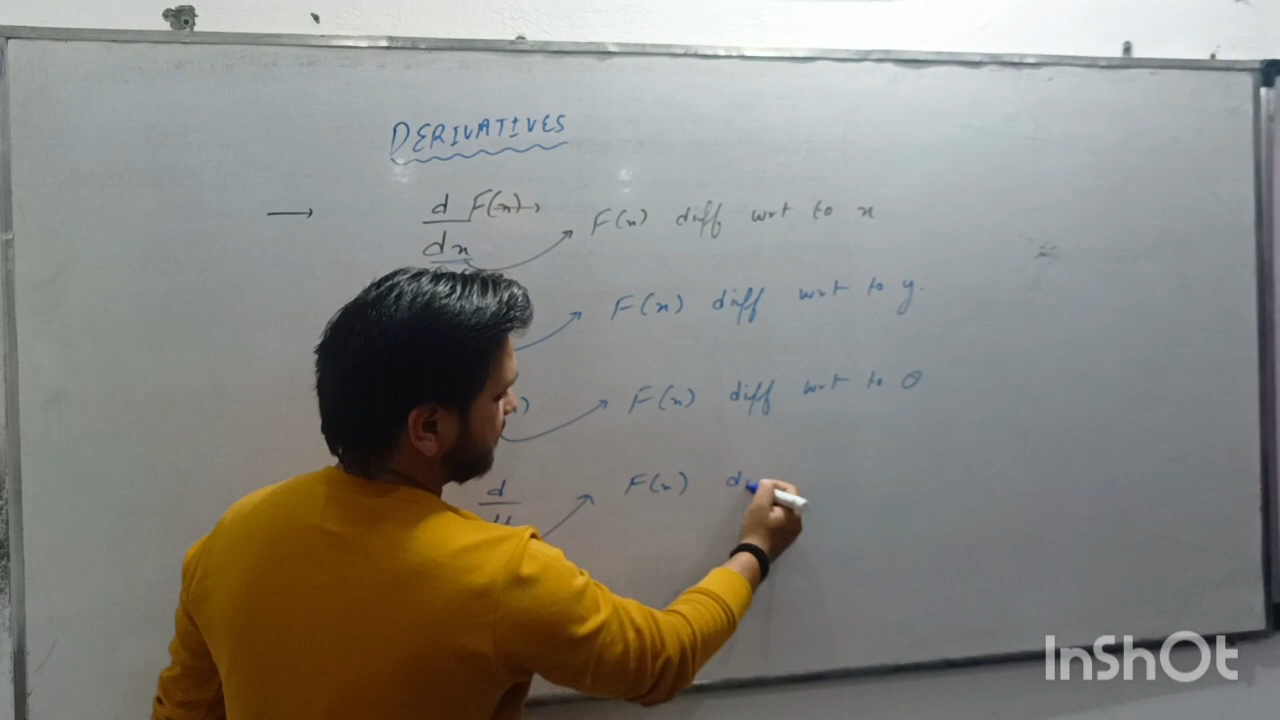 DERIVATIVES
→ d F(x) → F(x) diff wrt to x
dx
F(x) diff wrt to y.
F(x) diff wrt to θ
d F(x)
InShOt